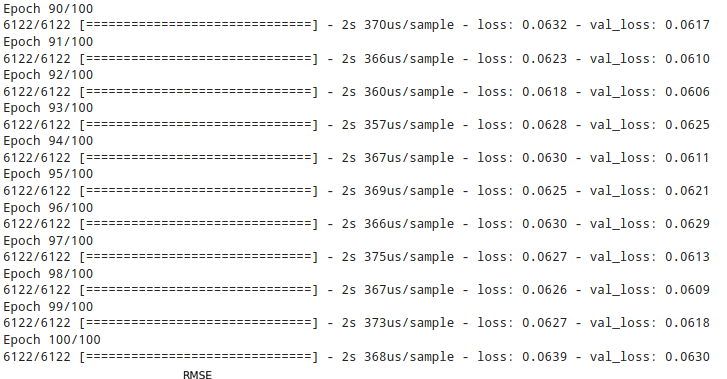 Epoch 90/100
6122/6122 [==============================] - 2s 370us/sample - loss: 0.0632 - val_loss: 0.0617
Epoch 91/100
6122/6122 [==============================] - 2s 366us/sample - loss: 0.0623 - val_loss: 0.0610
Epoch 92/100
6122/6122 [==============================] - 2s 360us/sample - loss: 0.0618 - val_loss: 0.0606
Epoch 93/100
6122/6122 [==============================] - 2s 357us/sample - loss: 0.0628 - val_loss: 0.0625
Epoch 94/100
6122/6122 [==============================] - 2s 367us/sample - loss: 0.0630 - val_loss: 0.0611
Epoch 95/100
6122/6122 [==============================] - 2s 369us/sample - loss: 0.0625 - val_loss: 0.0621
Epoch 96/100
6122/6122 [==============================] - 2s 366us/sample - loss: 0.0630 - val_loss: 0.0629
Epoch 97/100
6122/6122 [==============================] - 2s 375us/sample - loss: 0.0627 - val_loss: 0.0613
Epoch 98/100
6122/6122 [==============================] - 2s 367us/sample - loss: 0.0626 - val_loss: 0.0609
Epoch 99/100
6122/6122 [==============================] - 2s 373us/sample - loss: 0.0627 - val_loss: 0.0618
Epoch 100/100
6122/6122 [==============================] - 2s 368us/sample - loss: 0.0639 - val_loss: 0.0630
RMSE